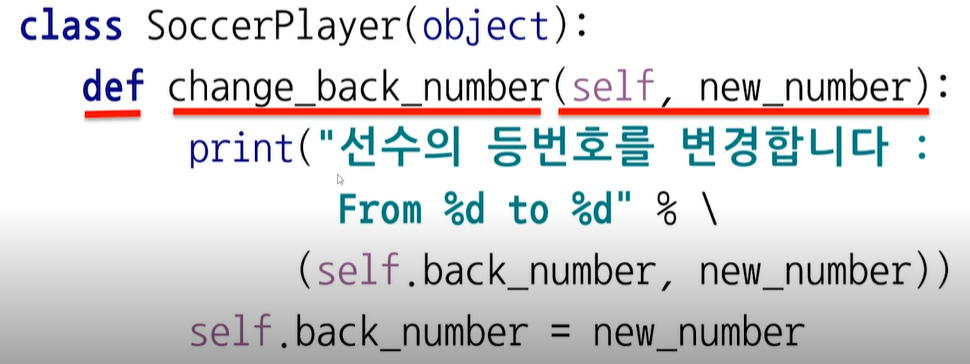 class SoccerPlayer(object):
def change_back_number(self, new_number):
print("선수의 등번호를 변경합니다 :
From %d to %d" % \
(self.back_number, new_number))
self.back_number = new_number